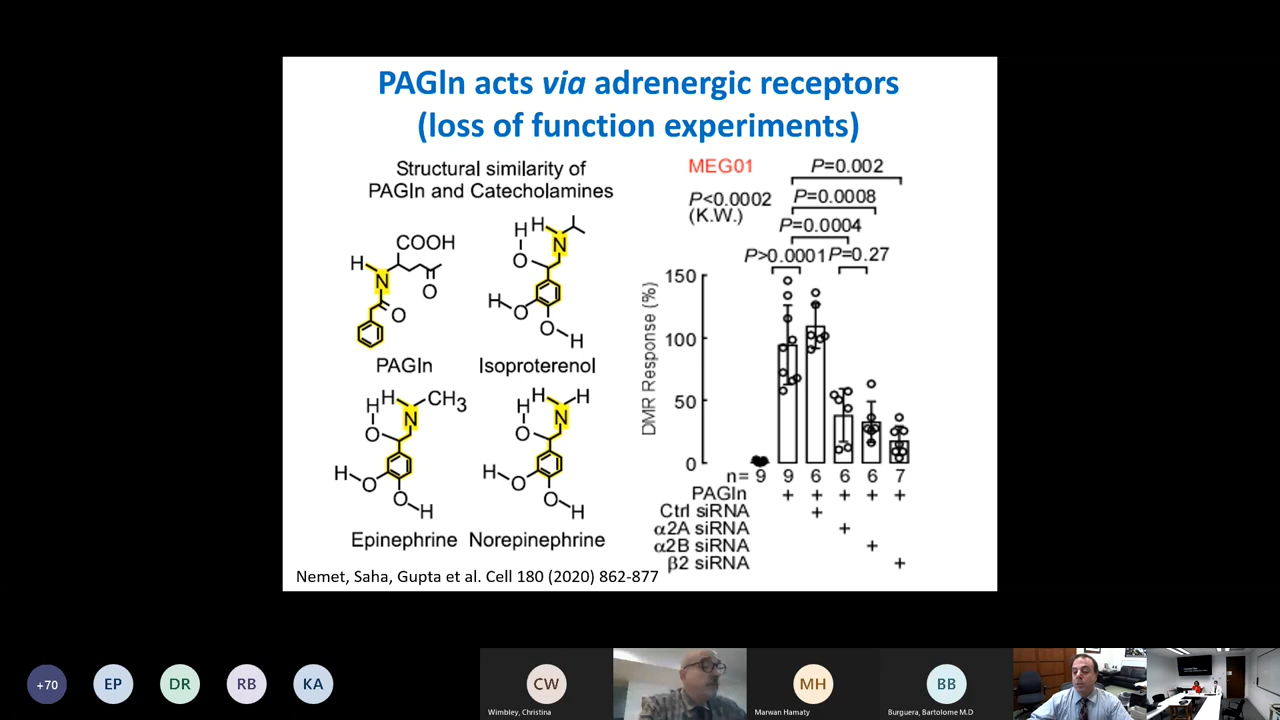 PAGln acts via adrenergic receptors
(loss of function experiments)
Structural similarity of
PAGln and Catecholamines
COOH
H
N
O
O
PAGln
H H
N
O
H O
O H
Isoproterenol
H H CH3
N
O
H O
O H
Epinephrine
H H H
N
O
H O
O H
Norepinephrine
MEG01
P<0.0002
(K.W.)
P=0.002
P=0.0008
P=0.0004
P>0.0001 P=0.27
DMR Response (%)
150
100
50
0
n= 9 9 6 6 6 7
PAGln + + + + +
Ctrl siRNA +
α2A siRNA +
α2B siRNA +
β2 siRNA +
Nemet, Saha, Gupta et al. Cell 180 (2020) 862-877
+70
EP
DR
RB
KA
CW
Wimbley, Christina
MH
Marwan Hamaty
BB
Burguera, Bartolome M.D